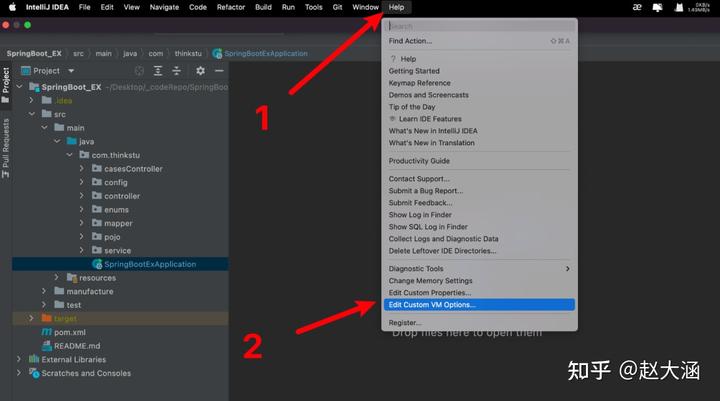 IntelliJ IDEA File Edit View Navigate Code Refactor Build Run Tools Git Window Help æ 0KB/s
1.49MB/s
SpringBoot_EX src main java com thinkstu SpringBootExApplication
Search
Find Action... ⇧⌘A
? Help
Getting Started
Keymap Reference
Demos and Screencasts
Tip of the Day
Learn IDE Features
What's New in IntelliJ IDEA
What's New in Translation
Productivity Guide
Contact Support...
Submit a Bug Report...
Submit Feedback...
Show Log in Finder
Show SQL Log in Finder
Collect Logs and Diagnostic Data
Delete Leftover IDE Directories...
Diagnostic Tools
Change Memory Settings
Edit Custom Properties...
Edit Custom VM Options...
Register...
Drop files here to open them
Project
Pull Requests
Project
SpringBoot_EX ~/Desktop/_codeRepo/SpringBoo
.idea
src
main
java
com.thinkstu
casesController
config
controller
enums
mapper
pojo
service
SpringBootExApplication
resources
manufacture
test
target
pom.xml
README.md
External Libraries
Scratches and Consoles
1
2
知乎 @赵大涵